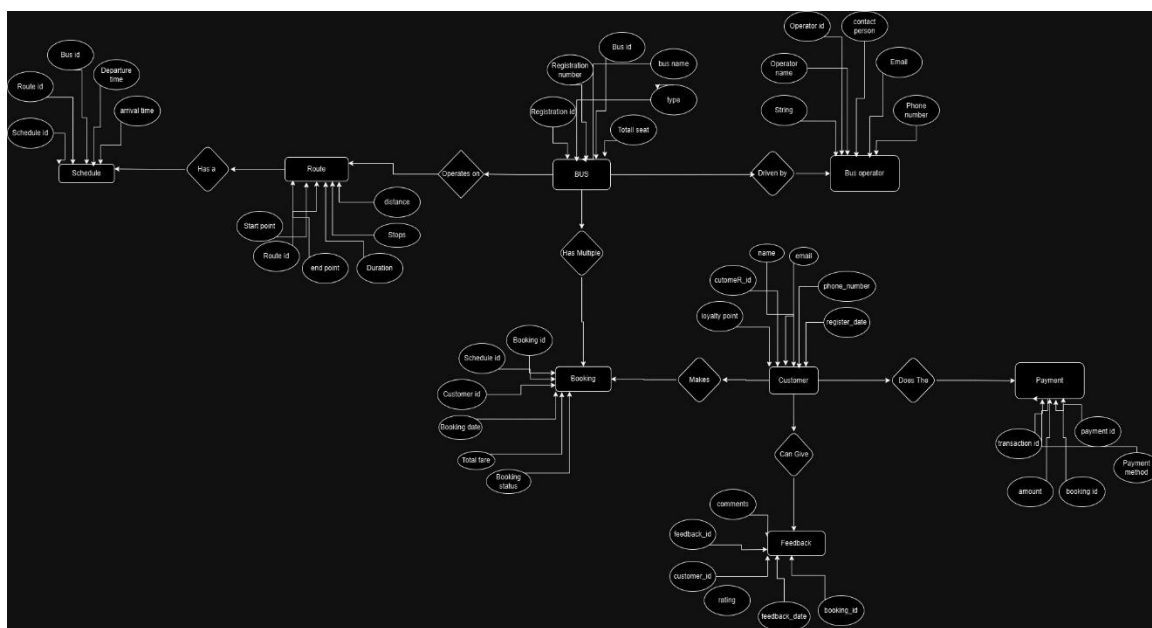 Operator id
contact
person
Bus id
Bus id
Departure
time
Registration
number
bus name
Operator
name
Email
Route id
type
arrival time
Registration id
String
Phone
number
Schedule id
Totall seat
Schedule
Has a
Route
Operates on
BUS
Driven by
Bus operator
distance
Start point
Stops
Route id
end point
Duration
Has Multiple
name
email
cutomeR_id
phone_number
loyalty point
register_date
Booking id
Schedule id
Booking
Makes
Customer
Does The
Payment
Customer id
Booking date
transaction id
payment id
Total fare
Can Give
Payment
method
Booking
status
amount
booking id
comments
feedback_id
Feedback
customer_id
rating
feedback_date
booking_id